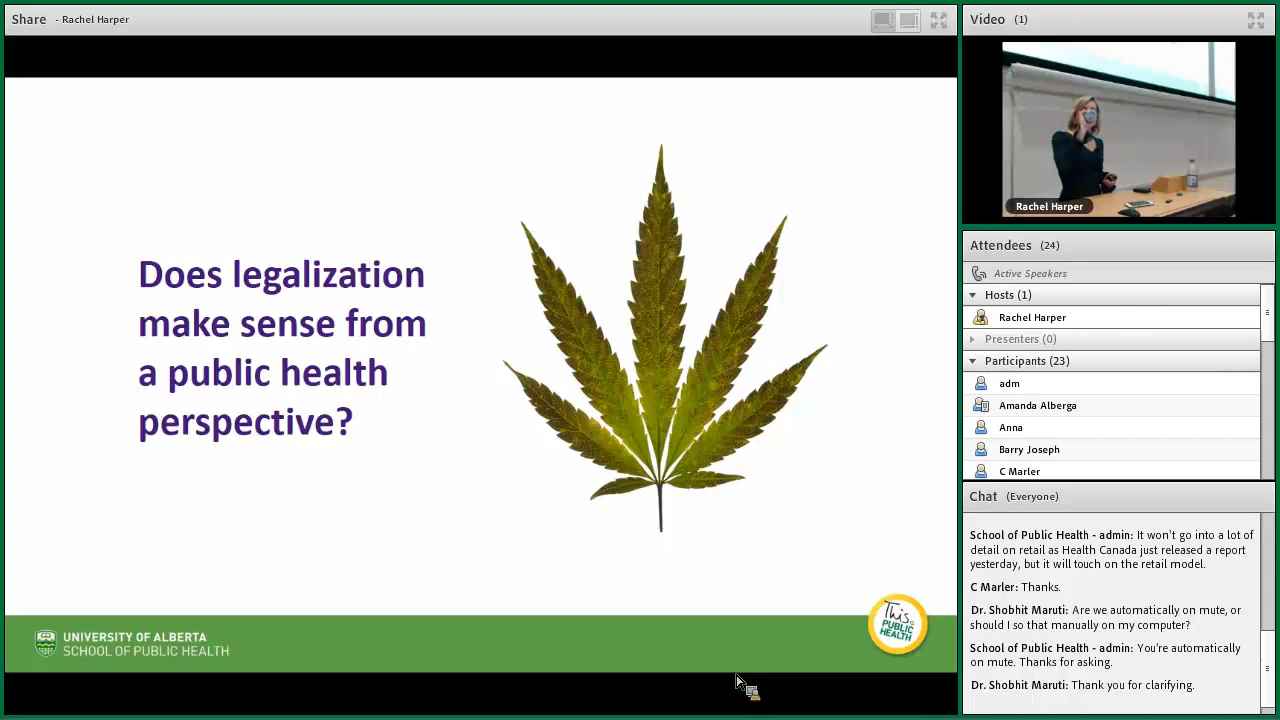 Share - Rachel Harper
Does legalization
make sense from
a public health
perspective?
UNIVERSITY OF ALBERTA
SCHOOL OF PUBLIC HEALTH
This
is
PUBLIC
HEALTH
Video (1)
Rachel Harper
Attendees (24)
Active Speakers
Hosts (1)
Rachel Harper
Presenters (0)
Participants (23)
adm
Amanda Alberga
Anna
Barry Joseph
C Marler
Chat (Everyone)
School of Public Health - admin: It won't go into a lot of
detail on retail as Health Canada just released a report
yesterday, but it will touch on the retail model.
C Marler: Thanks.
Dr. Shobhit Maruti: Are we automatically on mute, or
should I so that manually on my computer?
School of Public Health - admin: You're automatically
on mute. Thanks for asking.
Dr. Shobhit Maruti: Thank you for clarifying.